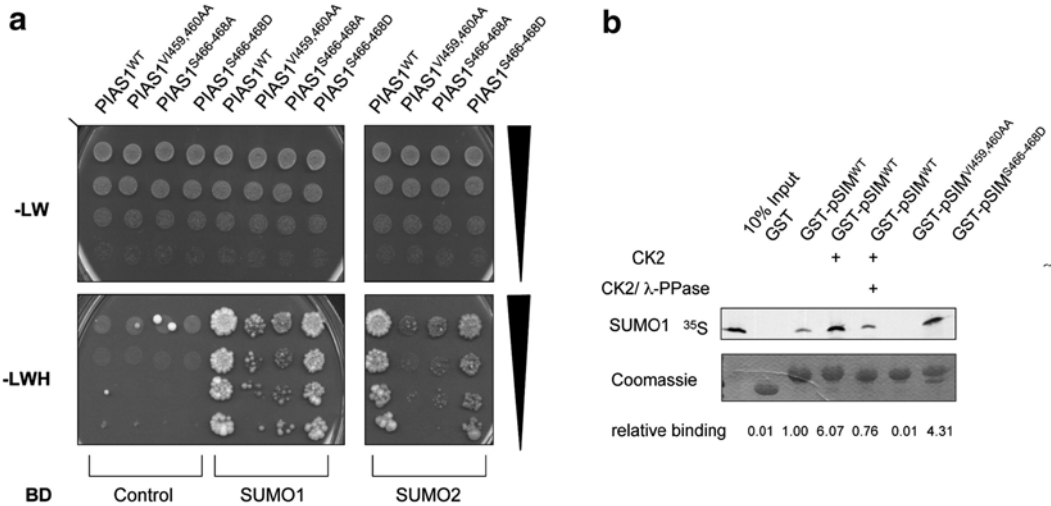 a
PIAS1WT
PIAS1VI459,460AA
PIAS1S466-468A
PIAS1S466-468D
PIAS1WT
PIAS1VI459,460AA
PIAS1S466-468A
PIAS1S466-468D
PIAS1WT
PIAS1VI459,460AA
PIAS1S466-468A
PIAS1S466-468D
-LW
-LWH
BD
Control
SUMO1
SUMO2
b
10% Input
GST
GST-pSIMWT
GST-pSIMWT
GST-pSIMWT
GST-pSIMVI459,460AA
GST-pSIMS466-468D
CK2 + +
CK2/ λ-PPase +
SUMO1 35S
Coomassie
relative binding 0.01 1.00 6.07 0.76 0.01 4.31
~